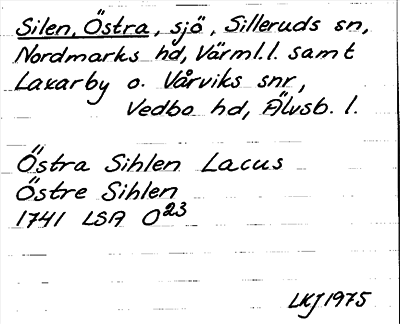 Silen, Östra, sjö, Silleruds sn,
Nordmarks hd, Värml.l. samt
Laxarby o. Vårviks snr,
Vedbo hd, Älvsb. l.
Östra Sihlen Lacus
Östre Sihlen
1741 LSA O23
LKJ 1975